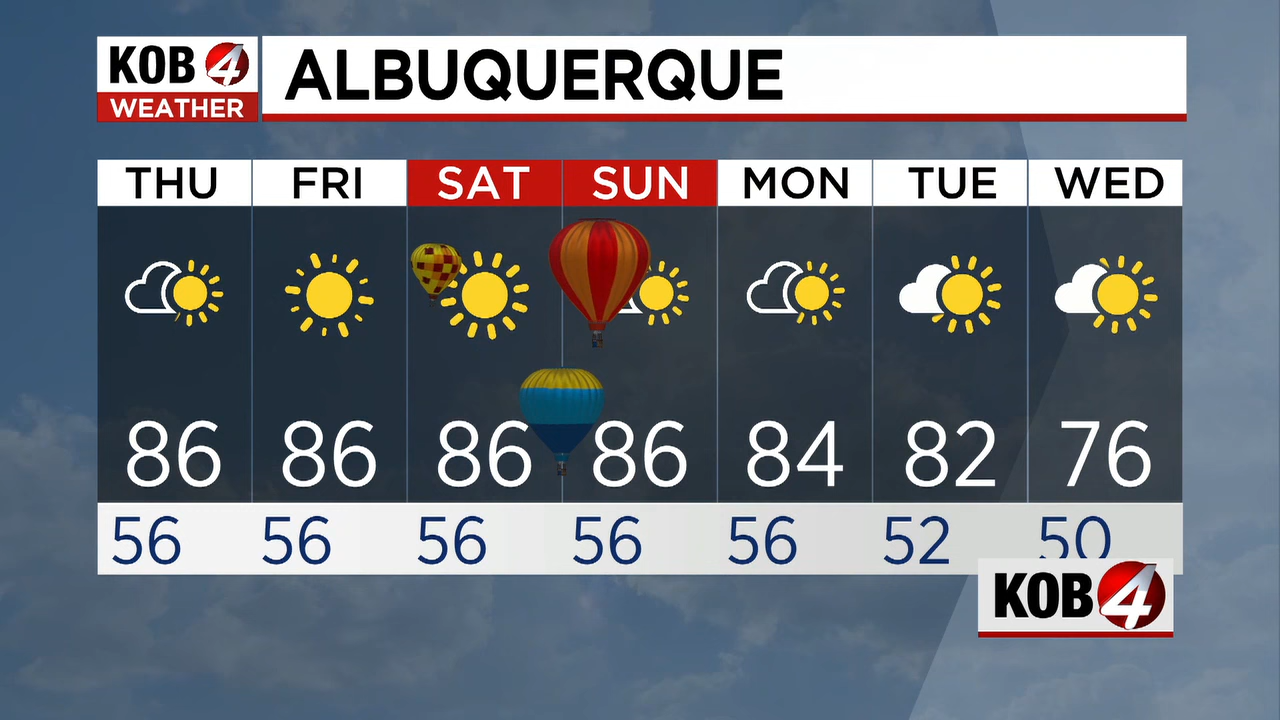 KOB 4
WEATHER
ALBUQUERQUE
THU FRI SAT SUN MON TUE WED
86 86 86 86 84 82 76
56 56 56 56 56 52 50
KOB 4